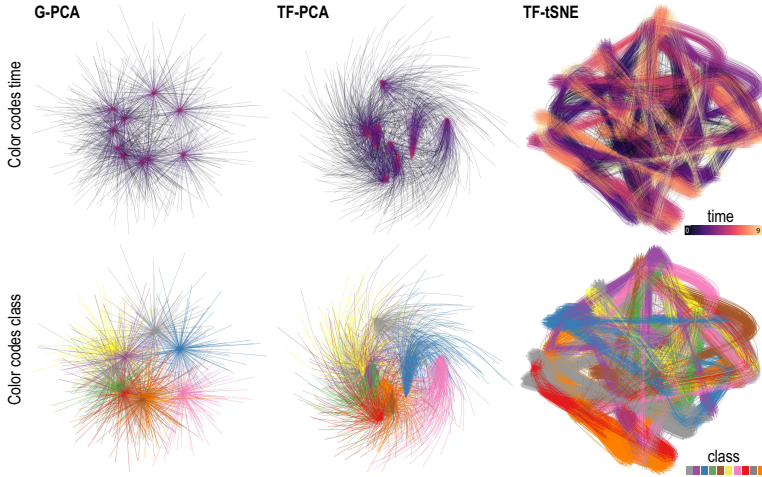 G-PCA
TF-PCA
TF-tSNE
Color codes time
time
0
9
Color codes class
class